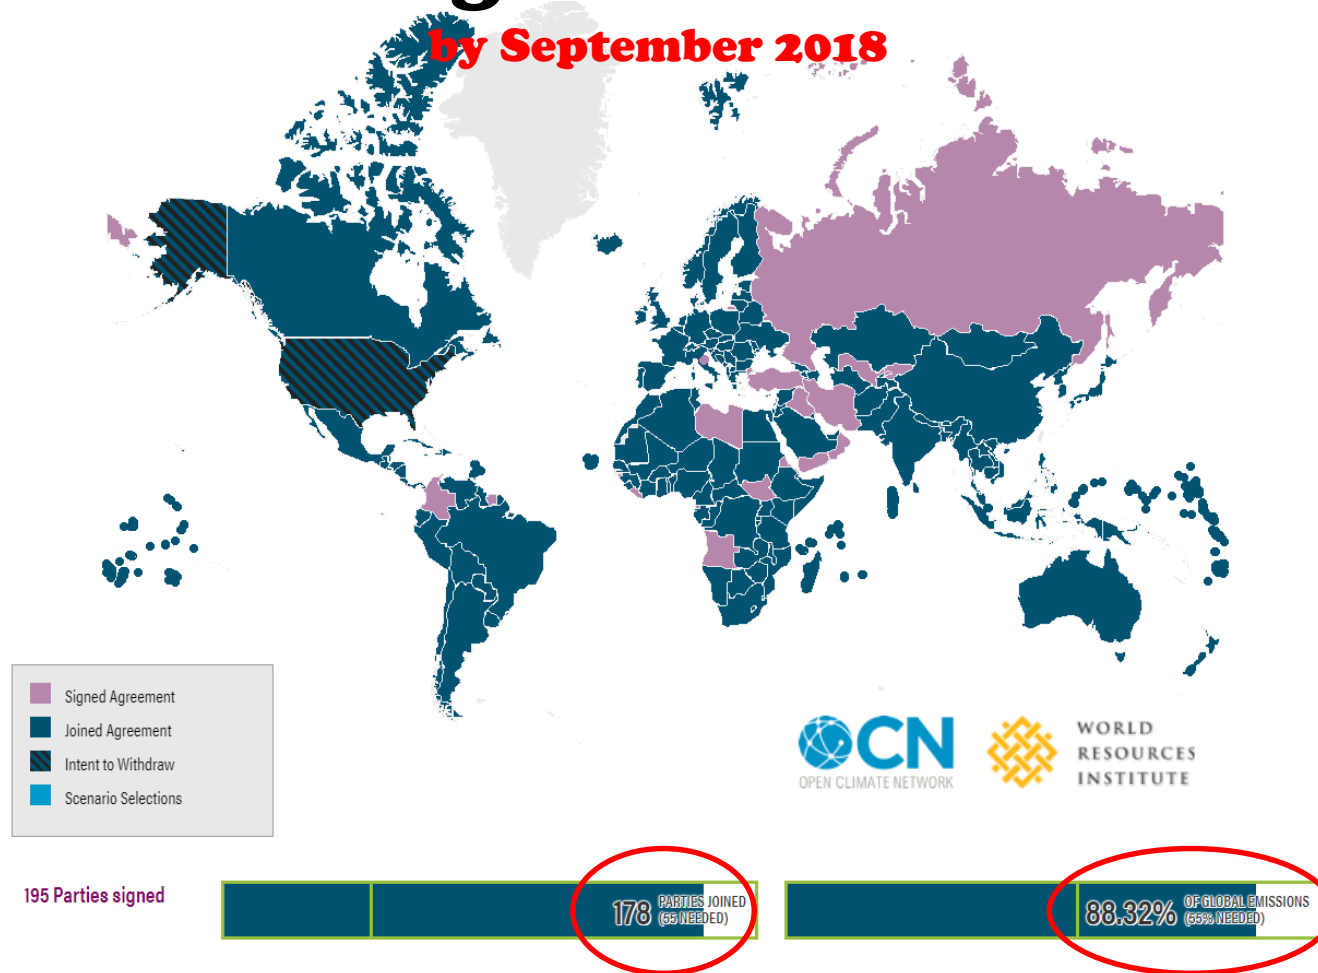 by September 2018
Signed Agreement
Joined Agreement
Intent to Withdraw
Scenario Selections
OCN
OPEN CLIMATE NETWORK
WORLD
RESOURCES
INSTITUTE
195 Parties signed
178 PARTIES JOINED
(55 NEEDED)
88.32% OF GLOBAL EMISSIONS
(55% NEEDED)